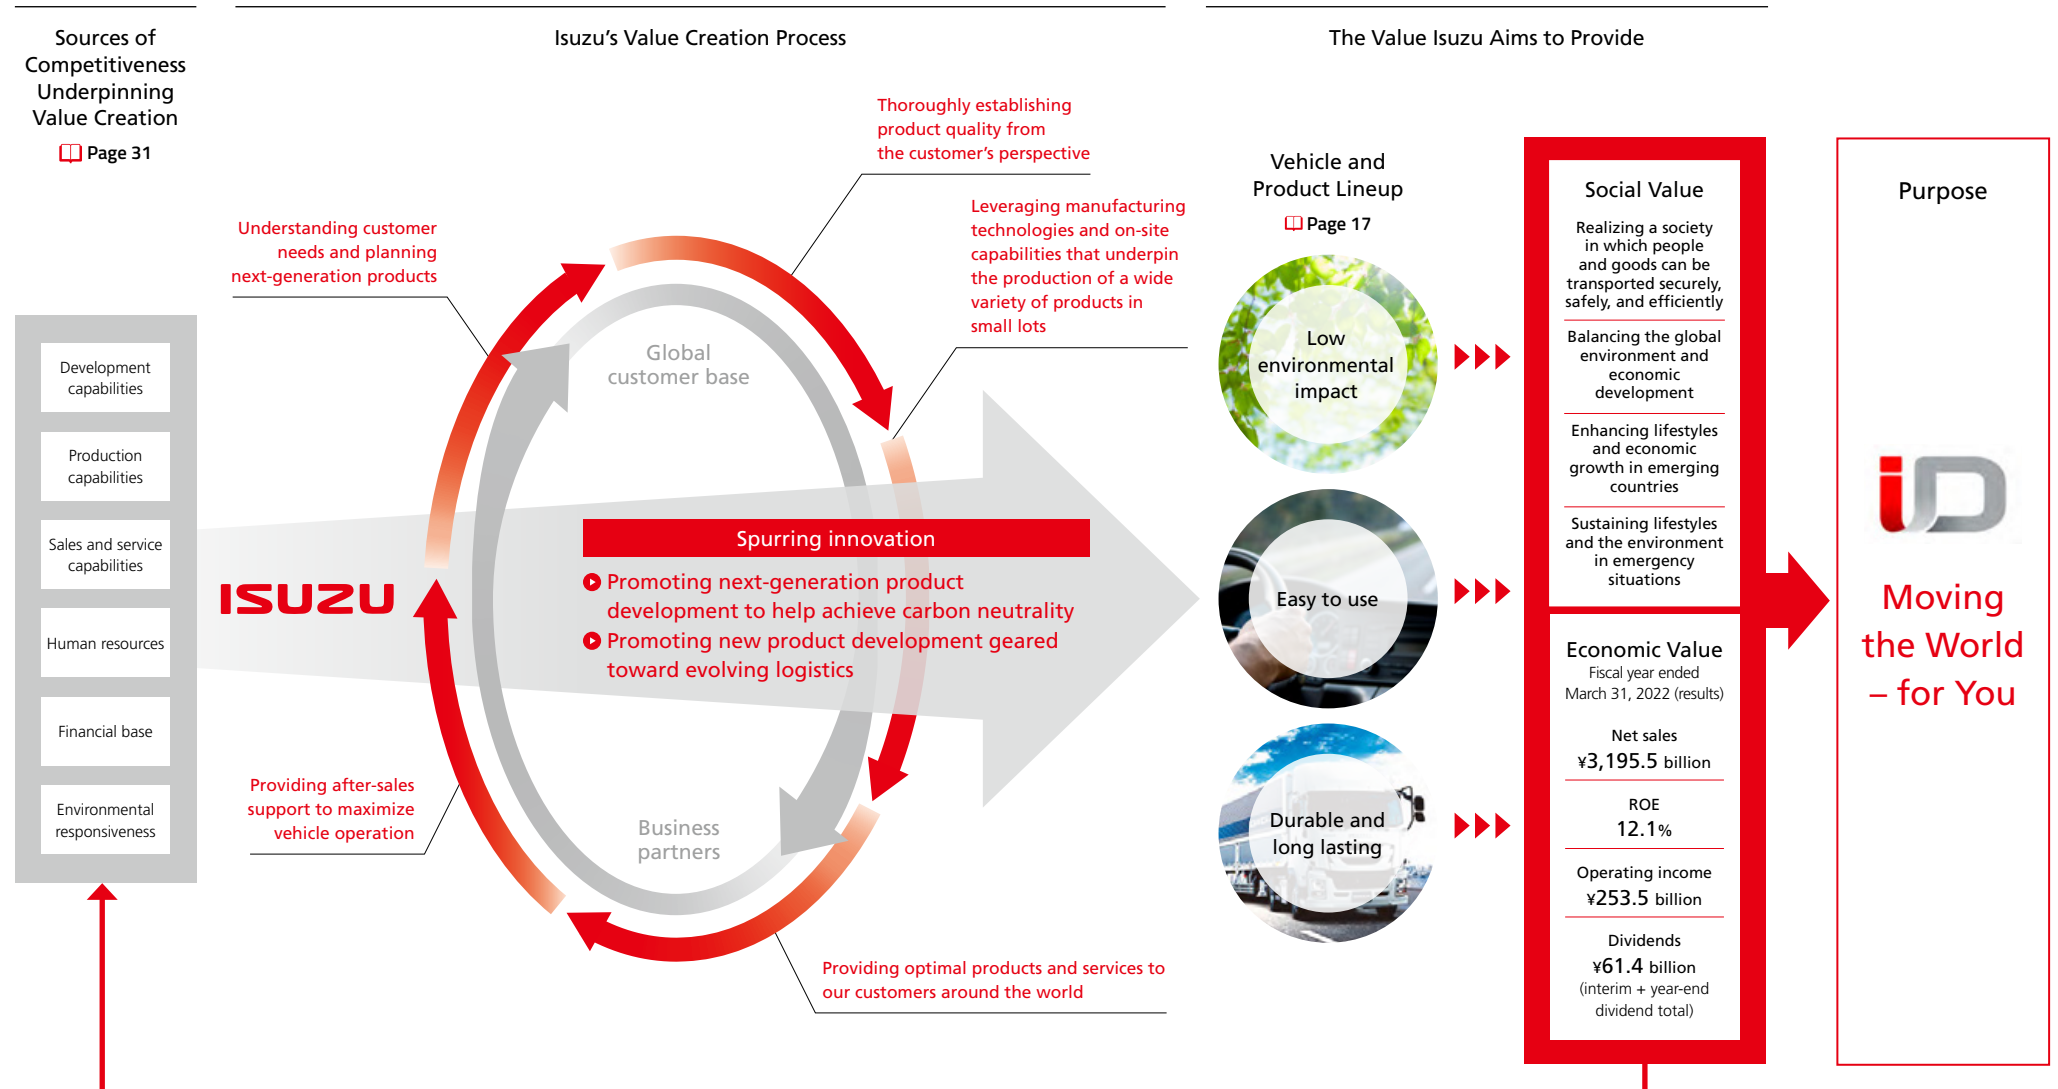 Sources of
Competitiveness
Underpinning
Value Creation
Page 31
Development
capabilities
Production
capabilities
Sales and service
capabilities
Human resources
Financial base
Environmental
responsiveness
Isuzu's Value Creation Process
Understanding customer
needs and planning
next-generation products
Thoroughly establishing
product quality from
the customer's perspective
Leveraging manufacturing
technologies and on-site
capabilities that underpin
the production of a wide
variety of products in
small lots
Global
customer base
ISUZU
Spurring innovation
Promoting next-generation product
development to help achieve carbon neutrality
Promoting new product development geared
toward evolving logistics
Providing after-sales
support to maximize
vehicle operation
Business
partners
Providing optimal products and services to
our customers around the world
The Value Isuzu Aims to Provide
Vehicle and
Product Lineup
Page 17
Low
environmental
impact
Easy to use
Durable and
long lasting
Social Value
Realizing a society
in which people
and goods can be
transported securely,
safely, and efficiently
Balancing the global
environment and
economic
development
Enhancing lifestyles
and economic
growth in emerging
countries
Sustaining lifestyles
and the environment
in emergency
situations
Economic Value
Fiscal year ended
March 31, 2022 (results)
Net sales
¥3,195.5 billion
ROE
12.1%
Operating income
¥253.5 billion
Dividends
¥61.4 billion
(interim + year-end
dividend total)
Purpose
iD
Moving
the World
– for You